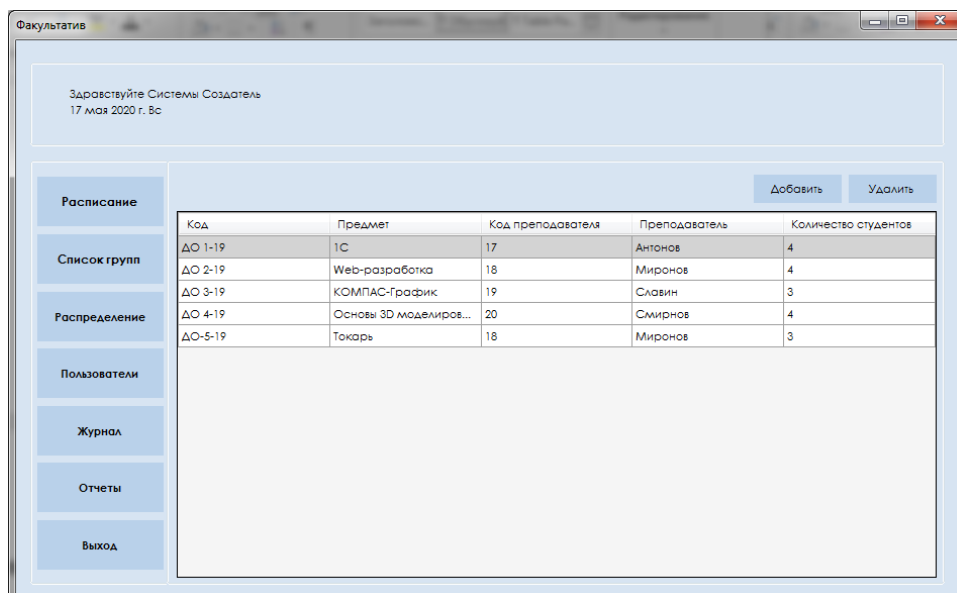 Факультатив
Здравствуйте Системы Создатель
17 мая 2020 г. Вс
Добавить Удалить
Расписание
Список групп
Распределение
Пользователи
Журнал
Отчеты
Выход
Код Предмет Код преподавателя Преподаватель Количество студентов
ДО 1-19 1С 17 Антонов 4
ДО 2-19 Web-разработка 18 Миронов 4
ДО 3-19 КОМПАС-График 19 Славин 3
ДО 4-19 Основы 3D моделиров... 20 Смирнов 4
ДО-5-19 Токарь 18 Миронов 3